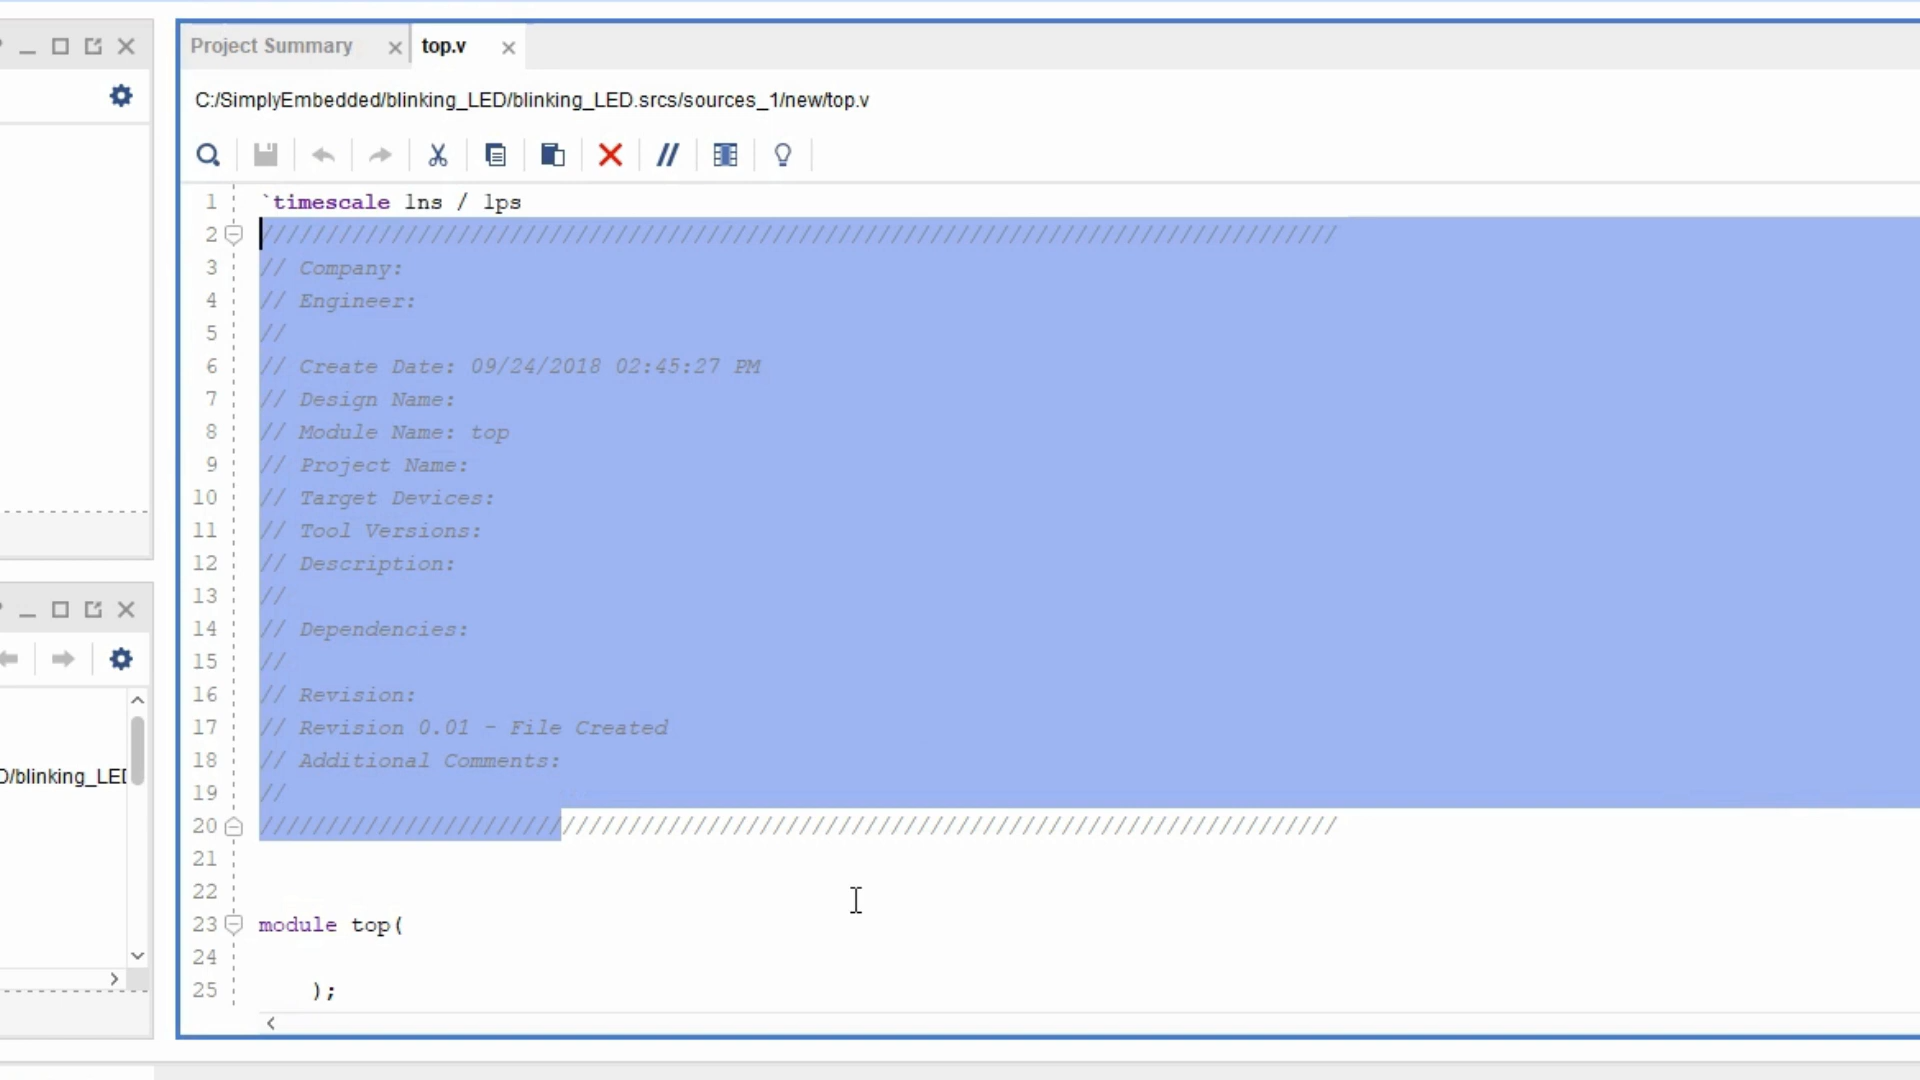 Project Summary
top.v
C:/SimplyEmbedded/blinking_LED/blinking_LED.srcs/sources_1/new/top.v
1 `timescale 1ns / 1ps
2 //////////////////////////////////////////////////////////////////////////////////
3 // Company:
4 // Engineer:
5 //
6 // Create Date: 09/24/2018 02:45:27 PM
7 // Design Name:
8 // Module Name: top
9 // Project Name:
10 // Target Devices:
11 // Tool Versions:
12 // Description:
13 //
14 // Dependencies:
15 //
16 // Revision:
17 // Revision 0.01 - File Created
18 // Additional Comments:
19 //
20 //////////////////////////////////////////////////////////////////////////////////
21
22
23 module top(
24
25 );
D/blinking_LED